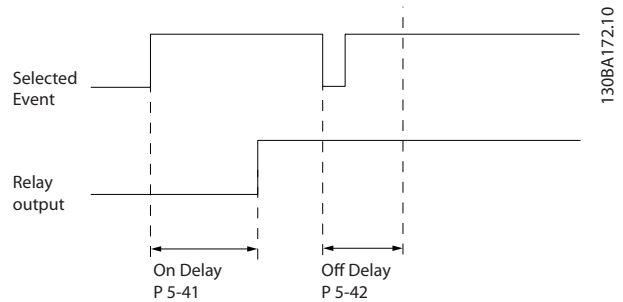 130BA172.10
Selected
Event
Relay
output
On Delay
P 5-41
Off Delay
P 5-42